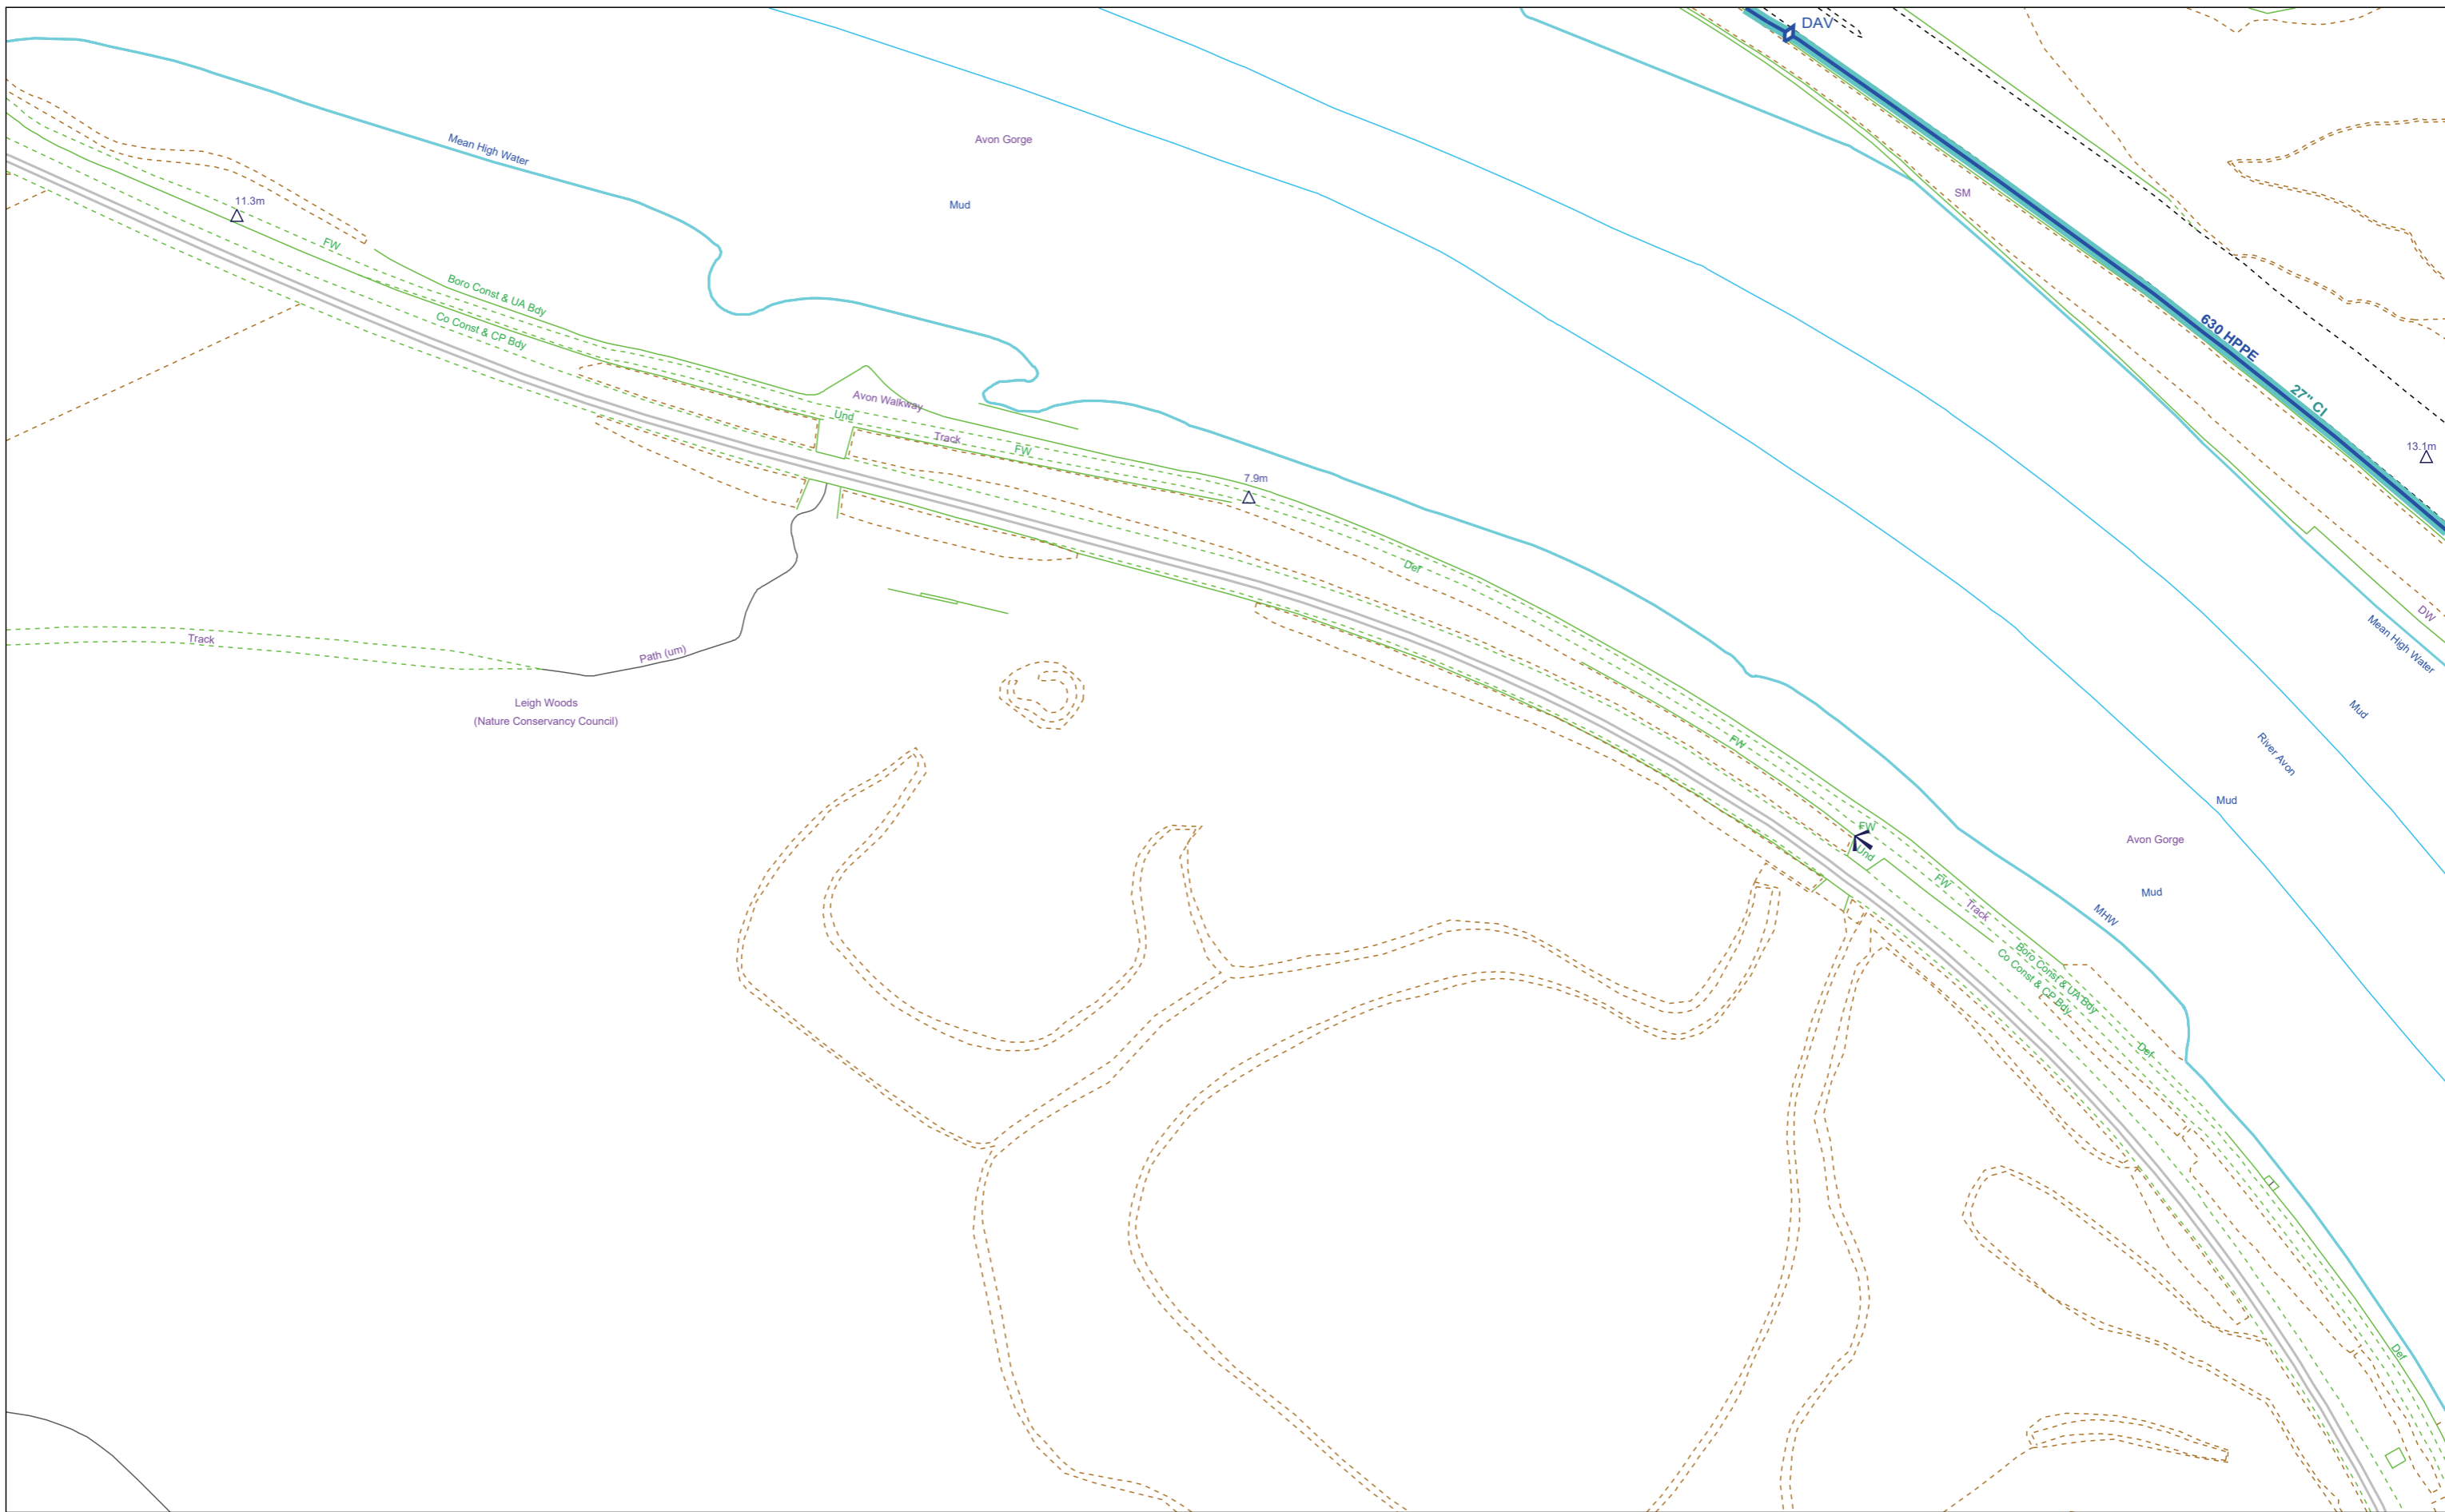 DAV
Mean High Water
Avon Gorge
Mud
SM
11.3m
FW
Boro Const & UA Bdy
Co Const & CP Bdy
630 HPPE
27" CI
Avon Walkway
Und
Track
FW
13.1m
7.9m
Def
DW
Mean High Water
Track
Path (um)
Leigh Woods
(Nature Conservancy Council)
Mud
River Avon
FW
Mud
FW
Und
Avon Gorge
FW
Mud
Track
MHW
Boro Const & UA Bdy
Co Const & CP Bdy
Def
Def